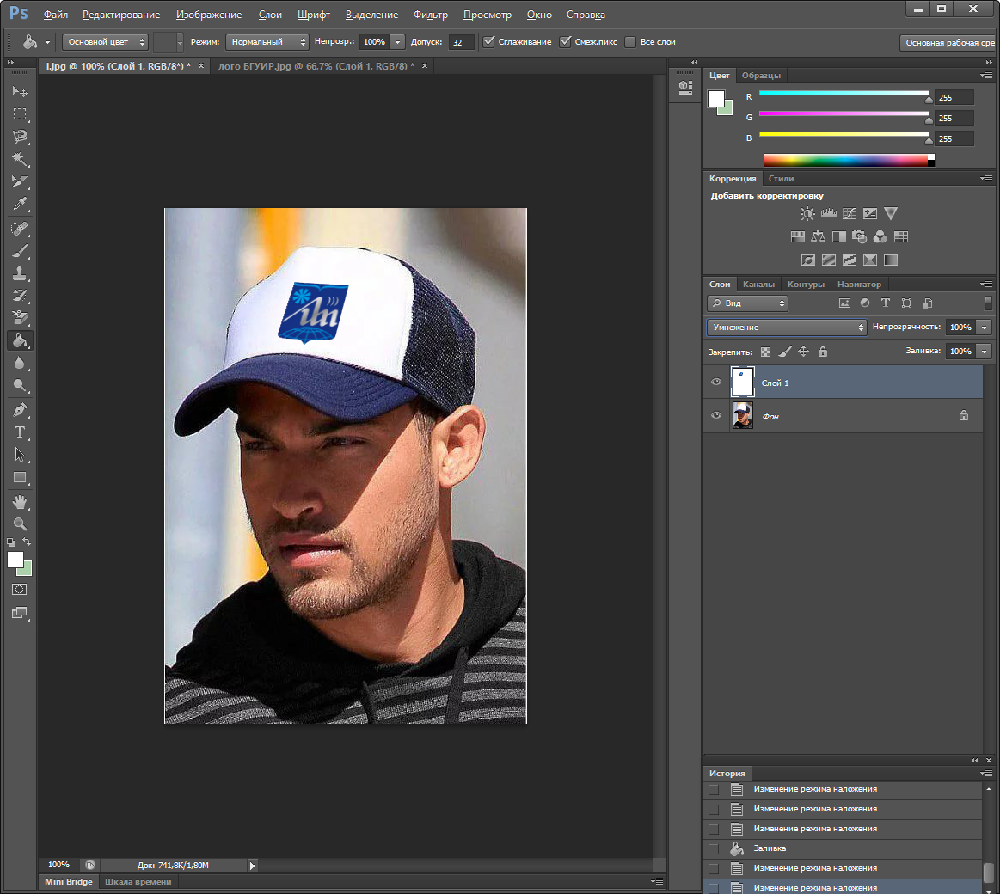 Ps Файл Редактирование Изображение Слои Шрифт Выделение Фильтр Просмотр Окно Справка
Основной цвет Режим: Нормальный Непрозр.: 100% Допуск: 32 Сглаживание Смеж.пикс Все слои Основная рабочая сре
i.jpg @ 100% (Слой 1, RGB/8*) * × лого БГУИР.jpg @ 66,7% (Слой 1, RGB/8) * ×
Цвет Образцы
R 255
G 255
B 255
Коррекция Стили
Добавить корректировку
Слои Каналы Контуры Навигатор
Вид
Умножение Непрозрачность: 100%
Закрепить: Заливка: 100%
Слой 1
Фон
История
Изменение режима наложения
Изменение режима наложения
Изменение режима наложения
Заливка
Изменение режима наложения
Изменение режима наложения
100% Док: 741,8K/1,80M
Mini Bridge Шкала времени